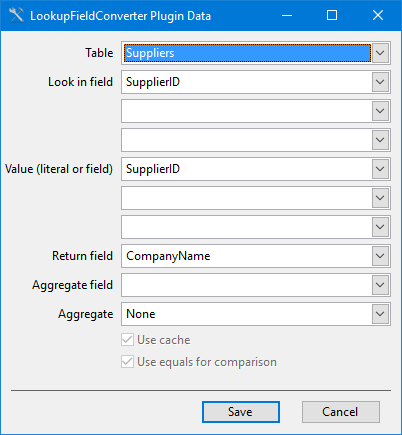 LookupFieldConverter Plugin Data
Table Suppliers
Look in field SupplierID
Value (literal or field) SupplierID
Return field CompanyName
Aggregate field
Aggregate None
Use cache
Use equals for comparison
Save Cancel